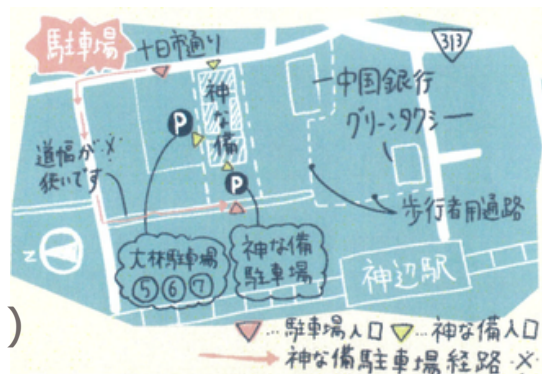 駐車場
十日市通り
313
神な備
中国銀行
グリーンタクシー
P
道幅が
狭いです
P
歩行者用通路
N
大林駐車場
⑤⑥⑦
神な備
駐車場
神辺駅
)
▽…駐車場入口 ▽…神な備入口
→神な備駐車場経路